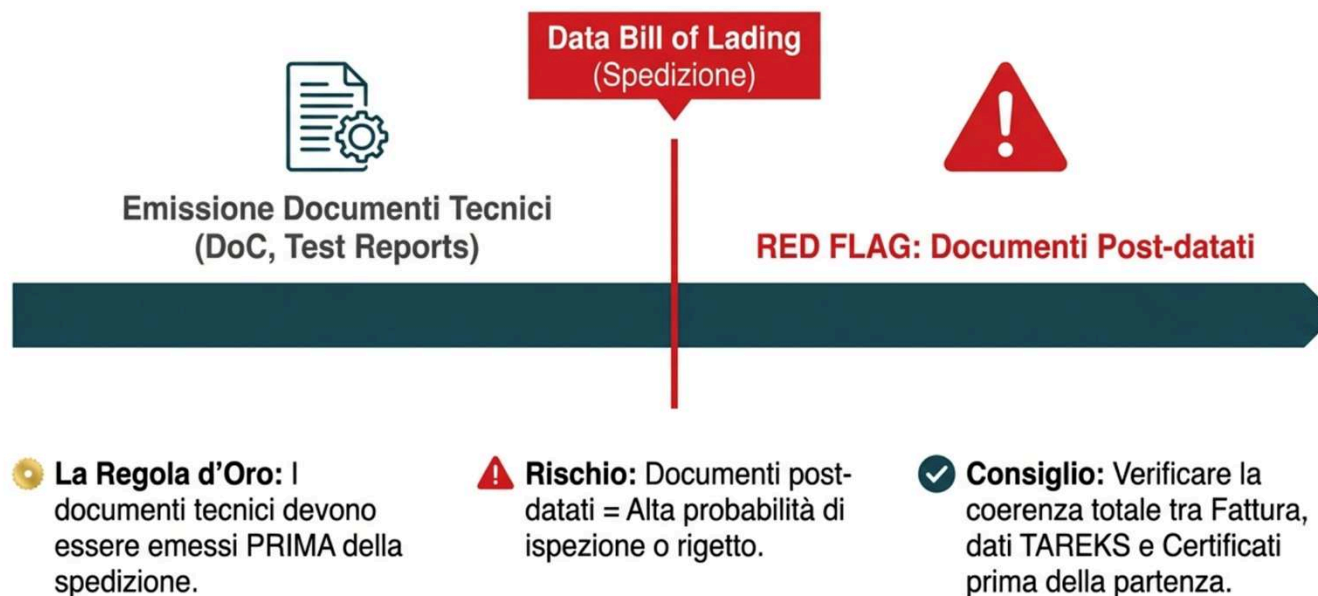 Data Bill of Lading
(Spedizione)
Emissione Documenti Tecnici
(DoC, Test Reports)
RED FLAG: Documenti Post-datati
La Regola d’Oro: I
documenti tecnici devono
essere emessi PRIMA della
spedizione.
Rischio: Documenti post-
datati = Alta probabilità di
ispezione o rigetto.
Consiglio: Verificare la
coerenza totale tra Fattura,
dati TAREKS e Certificati
prima della partenza.